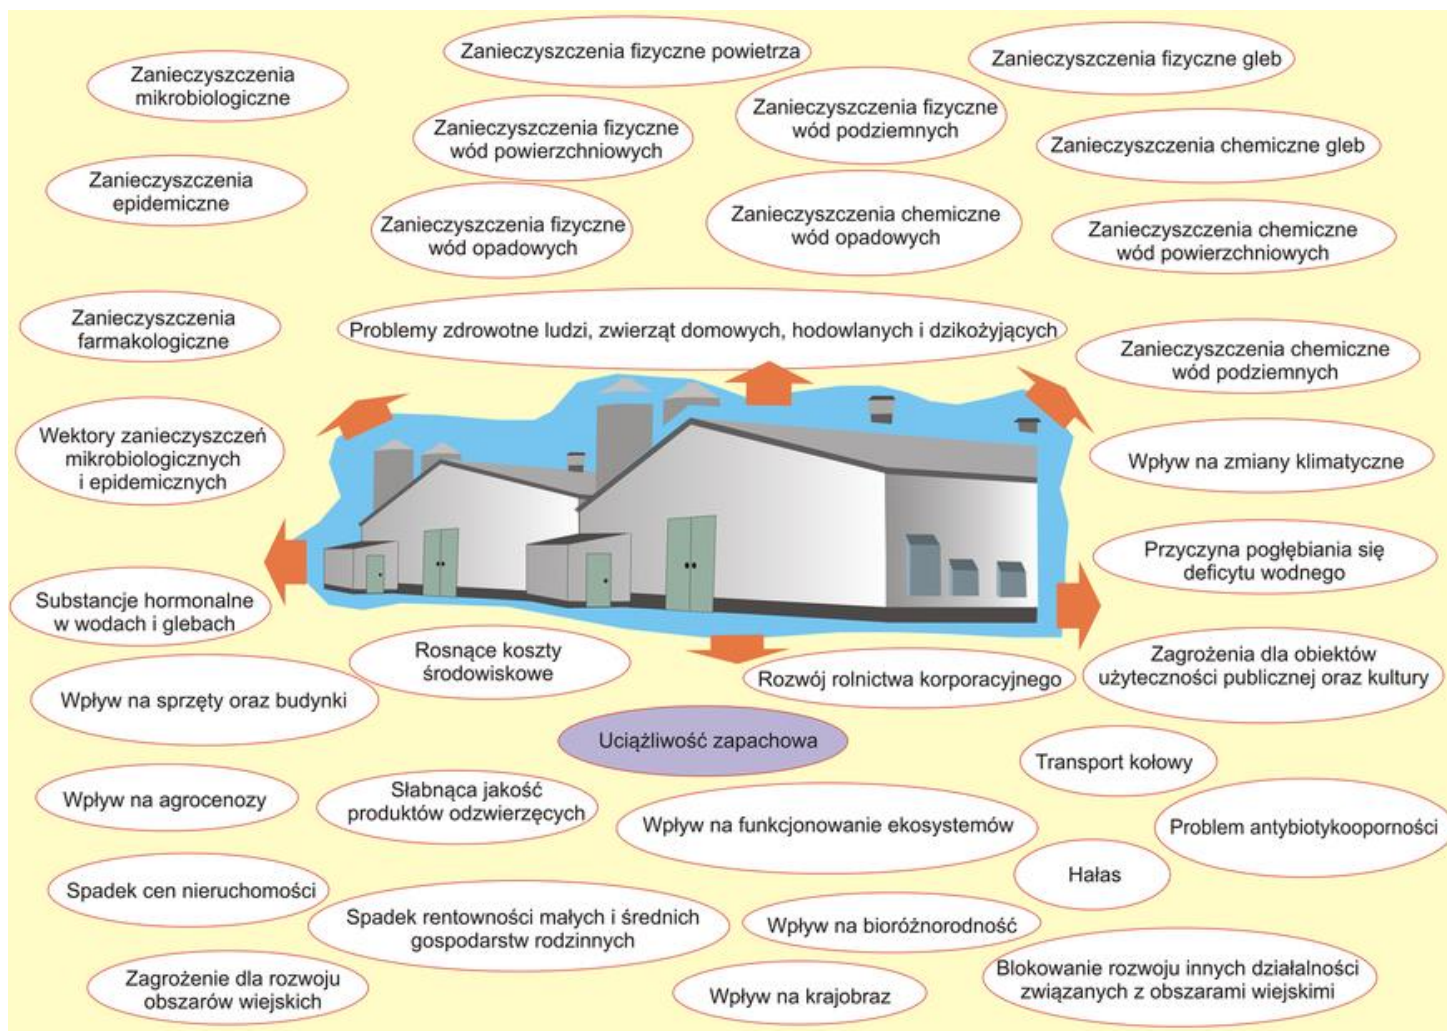 Zanieczyszczenia
mikrobiologiczne
Zanieczyszczenia fizyczne powietrza
Zanieczyszczenia fizyczne gleb
Zanieczyszczenia fizyczne
wód powierzchniowych
Zanieczyszczenia fizyczne
wód podziemnych
Zanieczyszczenia chemiczne gleb
Zanieczyszczenia
epidemiczne
Zanieczyszczenia fizyczne
wód opadowych
Zanieczyszczenia chemiczne
wód opadowych
Zanieczyszczenia chemiczne
wód powierzchniowych
Zanieczyszczenia
farmakologiczne
Problemy zdrowotne ludzi, zwierząt domowych, hodowlanych i dzikożyjących
Zanieczyszczenia chemiczne
wód podziemnych
Wektory zanieczyszczeń
mikrobiologicznych
i epidemicznych
Wpływ na zmiany klimatyczne
Przyczyna pogłębiania się
deficytu wodnego
Substancje hormonalne
w wodach i glebach
Rosnące koszty
środowiskowe
Rozwój rolnictwa korporacyjnego
Zagrożenia dla obiektów
użyteczności publicznej oraz kultury
Wpływ na sprzęty oraz budynki
Uciążliwość zapachowa
Transport kołowy
Wpływ na agrocenozy
Słabnąca jakość
produktów odzwierzęcych
Wpływ na funkcjonowanie ekosystemów
Problem antybiotykooporności
Hałas
Spadek cen nieruchomości
Spadek rentowności małych i średnich
gospodarstw rodzinnych
Wpływ na bioróżnorodność
Zagrożenie dla rozwoju
obszarów wiejskich
Wpływ na krajobraz
Blokowanie rozwoju innych działalności
związanych z obszarami wiejskimi